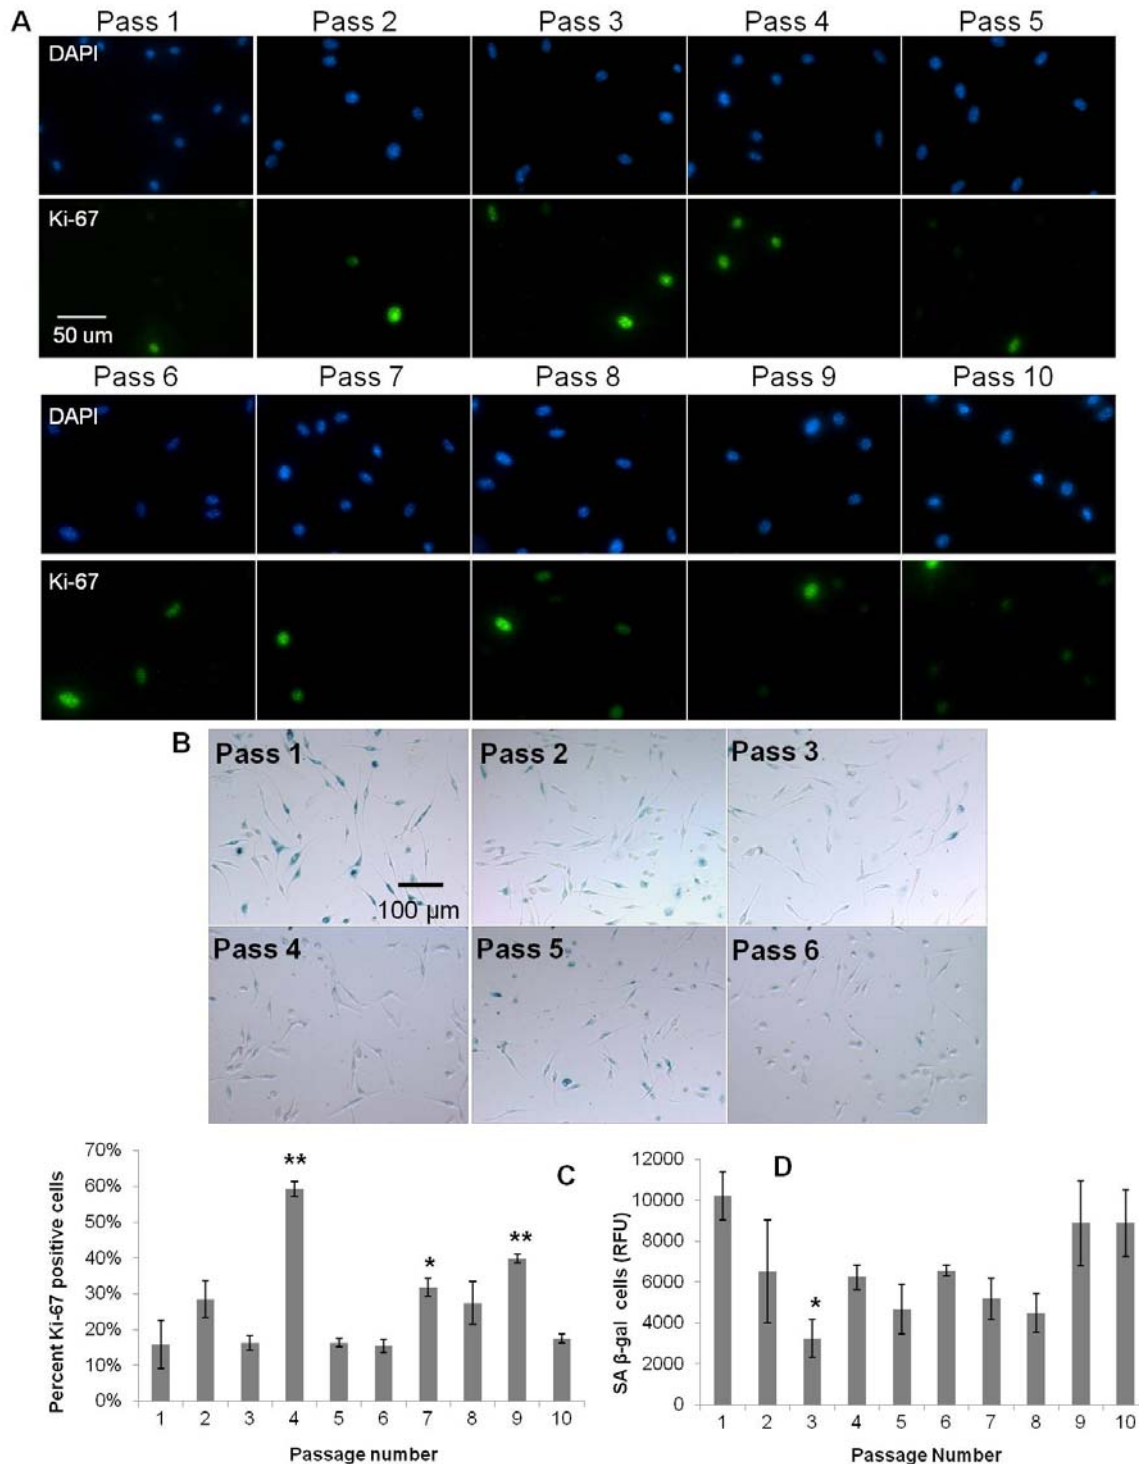 A
Pass 1 Pass 2 Pass 3 Pass 4 Pass 5
DAPI
Ki-67
50 um
Pass 6 Pass 7 Pass 8 Pass 9 Pass 10
DAPI
Ki-67
B
Pass 1 Pass 2 Pass 3
100 µm
Pass 4 Pass 5 Pass 6
C
Percent Ki-67 positive cells
70%
60%
50%
40%
30%
20%
10%
0%
** * **
1 2 3 4 5 6 7 8 9 10
Passage number
D
SA β-gal cells (RFU)
12000
10000
8000
6000
4000
2000
0
*
1 2 3 4 5 6 7 8 9 10
Passage Number